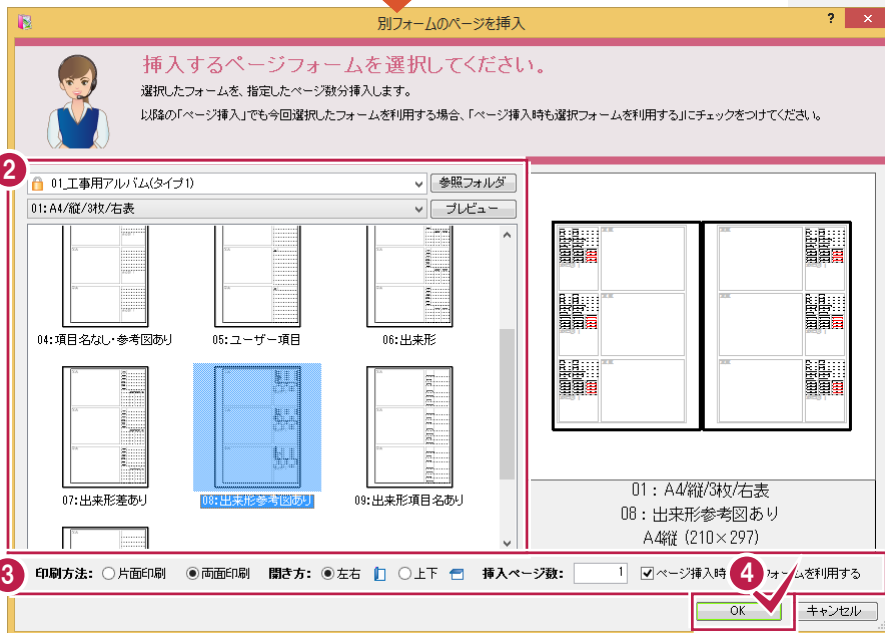 別フォームのページを挿入
? ×
挿入するページフォームを選択してください。
選択したフォームを、指定したページ数分挿入します。
以降の「ページ挿入」でも今回選択したフォームを利用する場合、「ページ挿入時も選択フォームを利用する」にチェックをつけてください。
2
01_工事用アルバム(タイプ1) 参照フォルダ
01:A4/縦/3枚/右表 プレビュー
04:項目名なし・参考図あり 05:ユーザー項目 06:出来形
07:出来形差あり 08:出来形参考図あり 09:出来形項目名あり
01：A4/縦/3枚/右表
08：出来形参考図あり
A4縦 (210×297)
3 印刷方法: 片面印刷 両面印刷 開き方: 左右 上下 挿入ページ数: 1 ページ挿入時 4 フォームを利用する
OK キャンセル